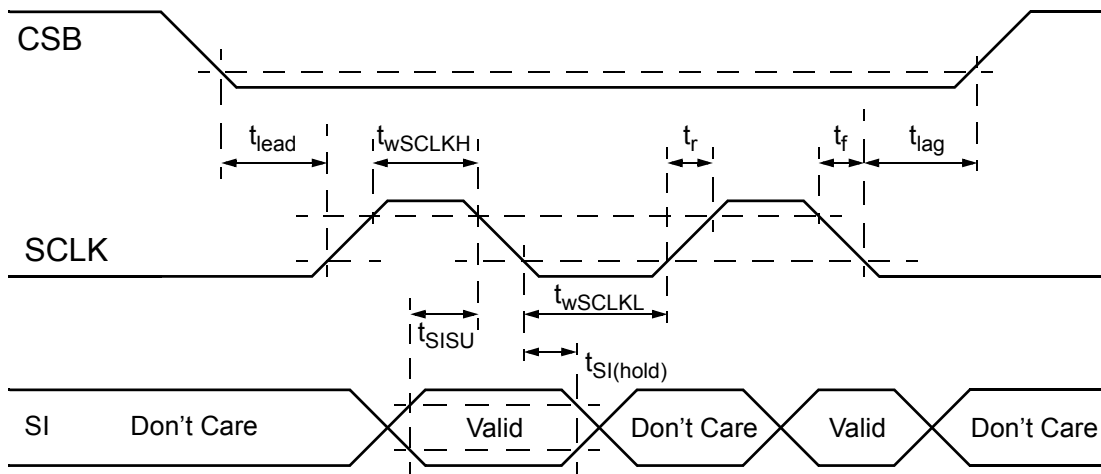 CSB
tlead
twSCLKH
tr
tf
tlag
SCLK
twSCLKL
tSISU
tSI(hold)
SI Don't Care Valid Don't Care Valid Don't Care